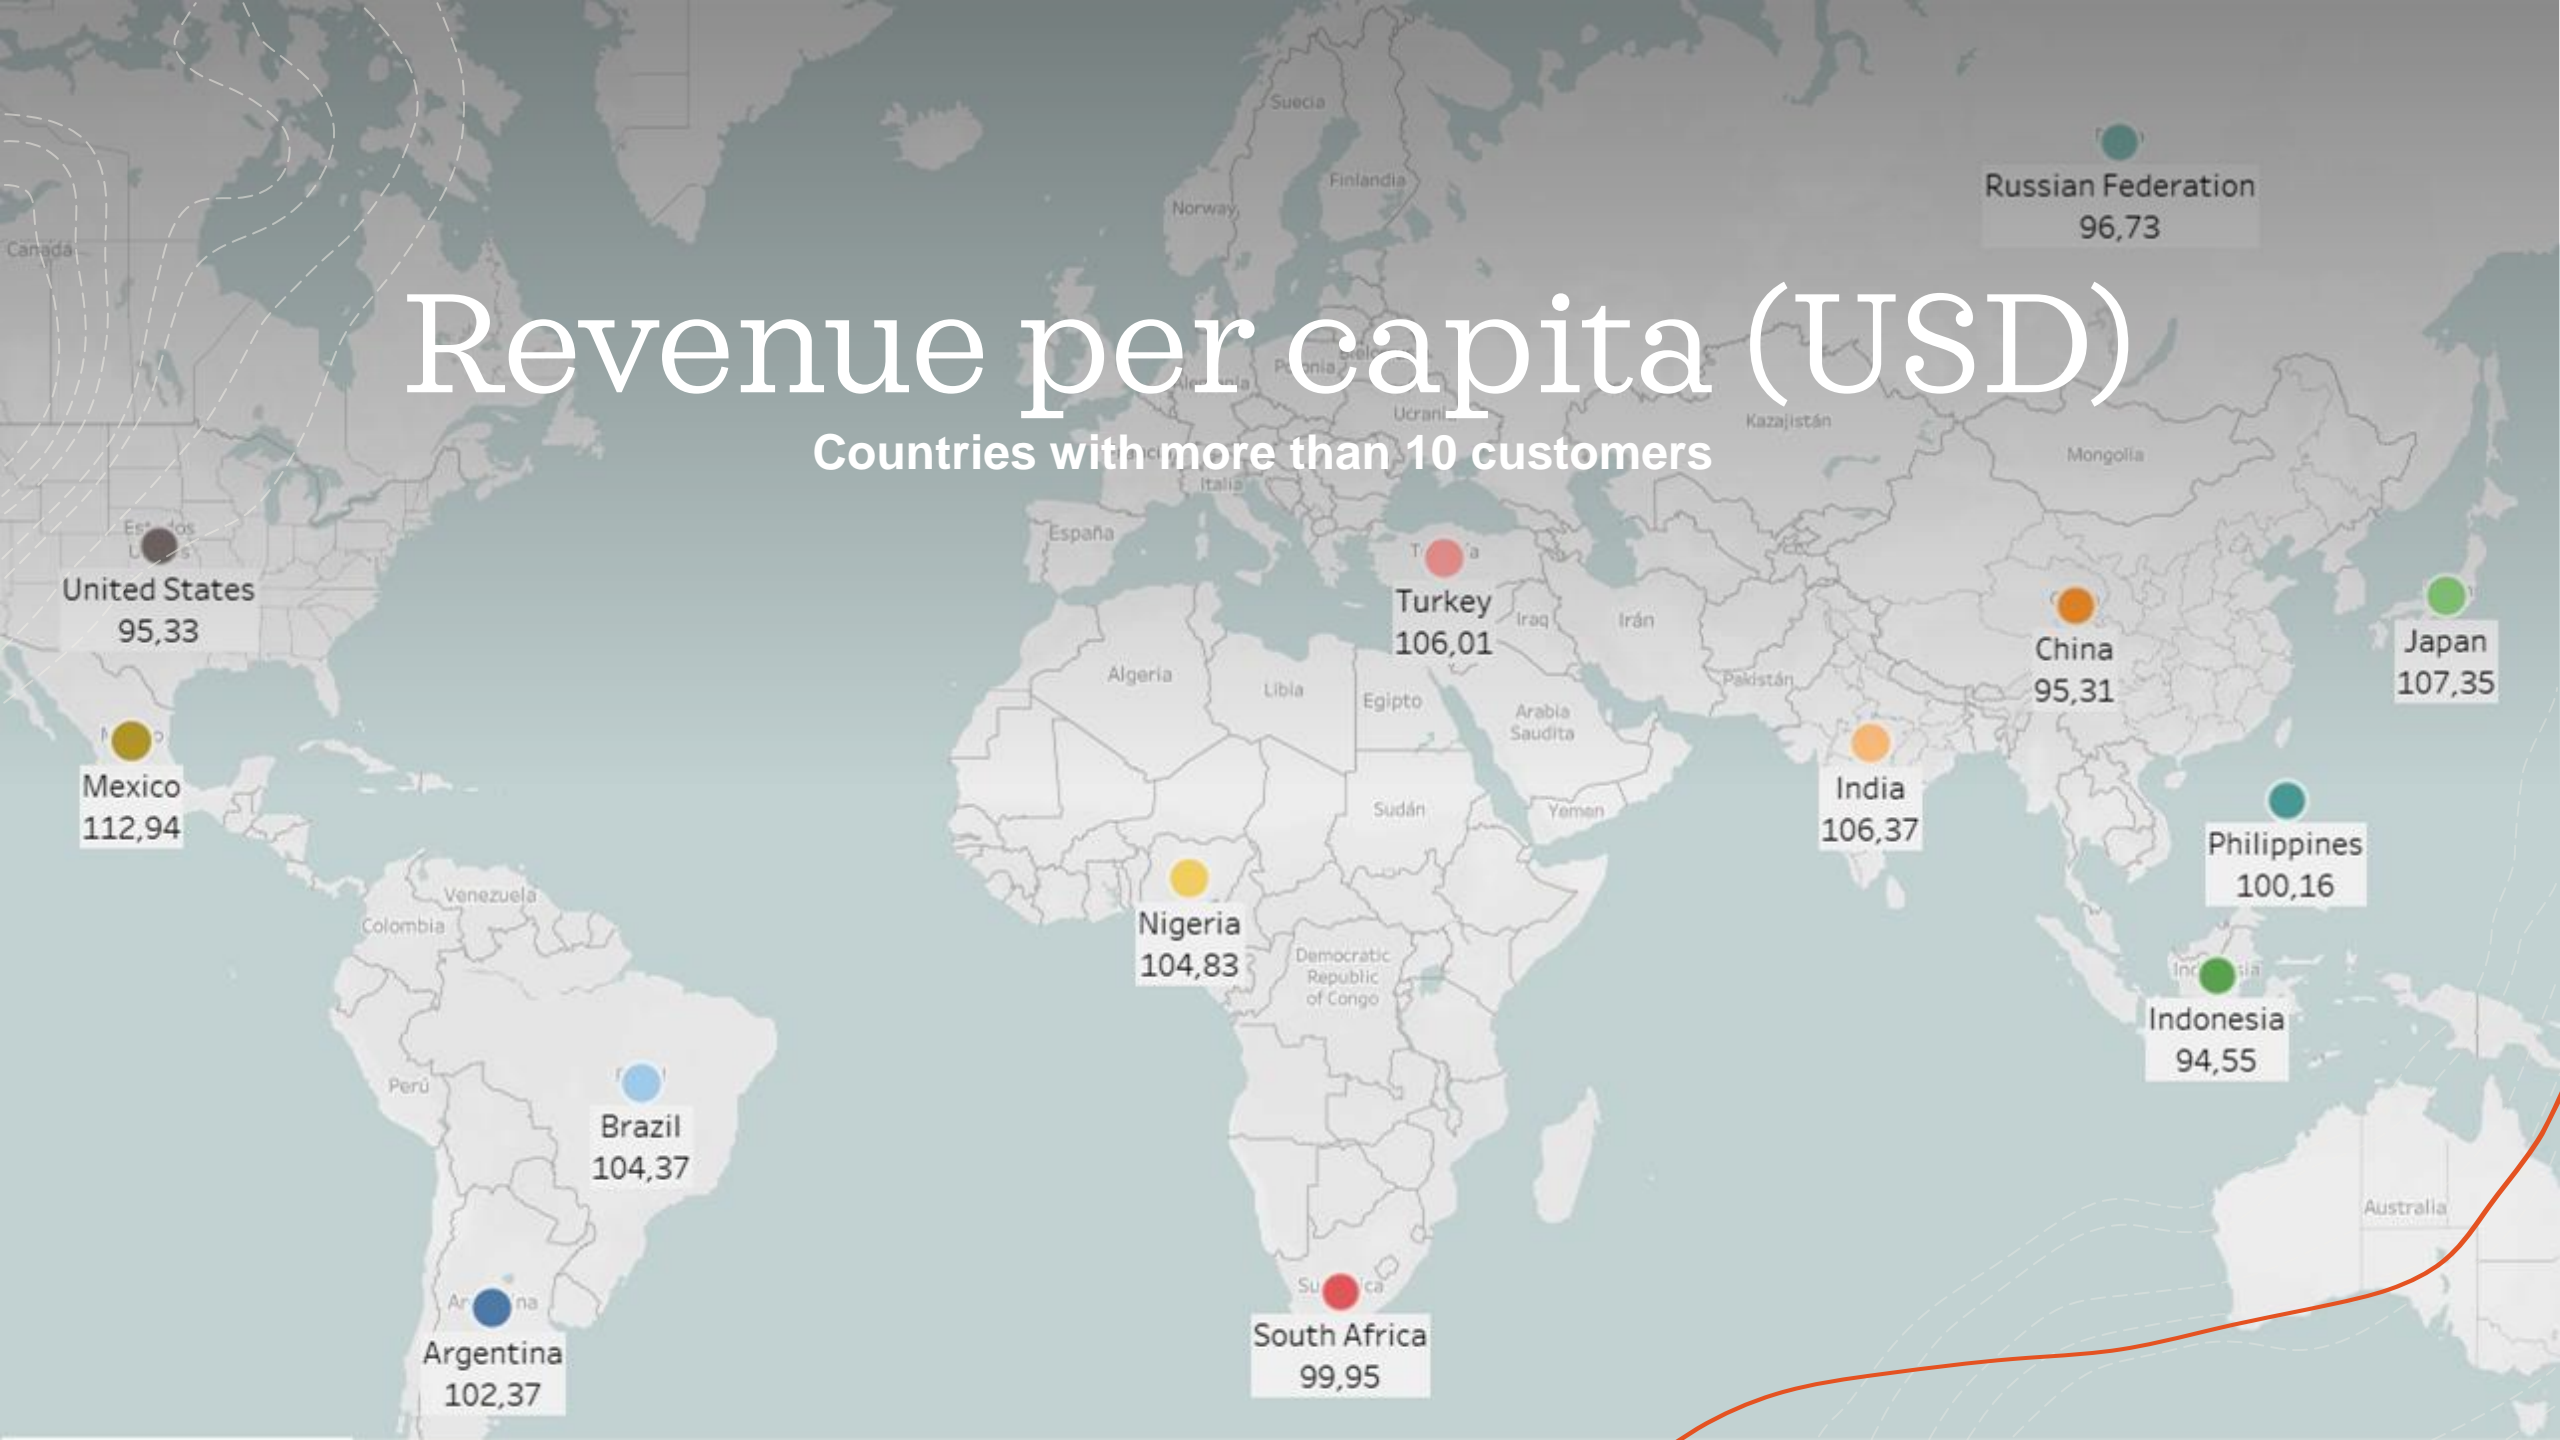 Revenue per capita (USD)
Countries with more than 10 customers
Suecia
Finlandia
Norway
Canadá
Russian Federation
96,73
Polonia
Ucrania
Kazajistán
Mongolia
Italia
España
United States
95,33
Turkey
106,01
Iraq
Irán
China
95,31
Japan
107,35
Algeria
Libia
Egipto
Pakistán
Arabia
Saudita
Mexico
112,94
India
106,37
Sudán
Yemen
Philippines
100,16
Venezuela
Colombia
Nigeria
104,83
Democratic
Republic
of Congo
Indonesia
94,55
Perú
Brazil
104,37
Australia
Argentina
102,37
South Africa
99,95